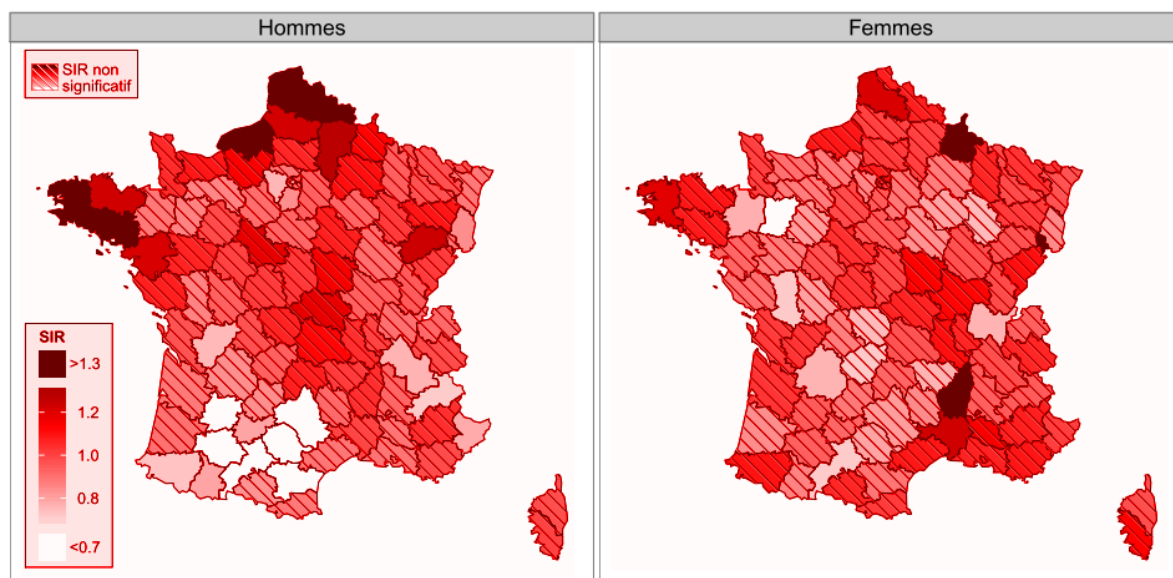 Hommes
Femmes
SIR non
significatif
SIR
>1.3
1.2
1.0
0.8
<0.7